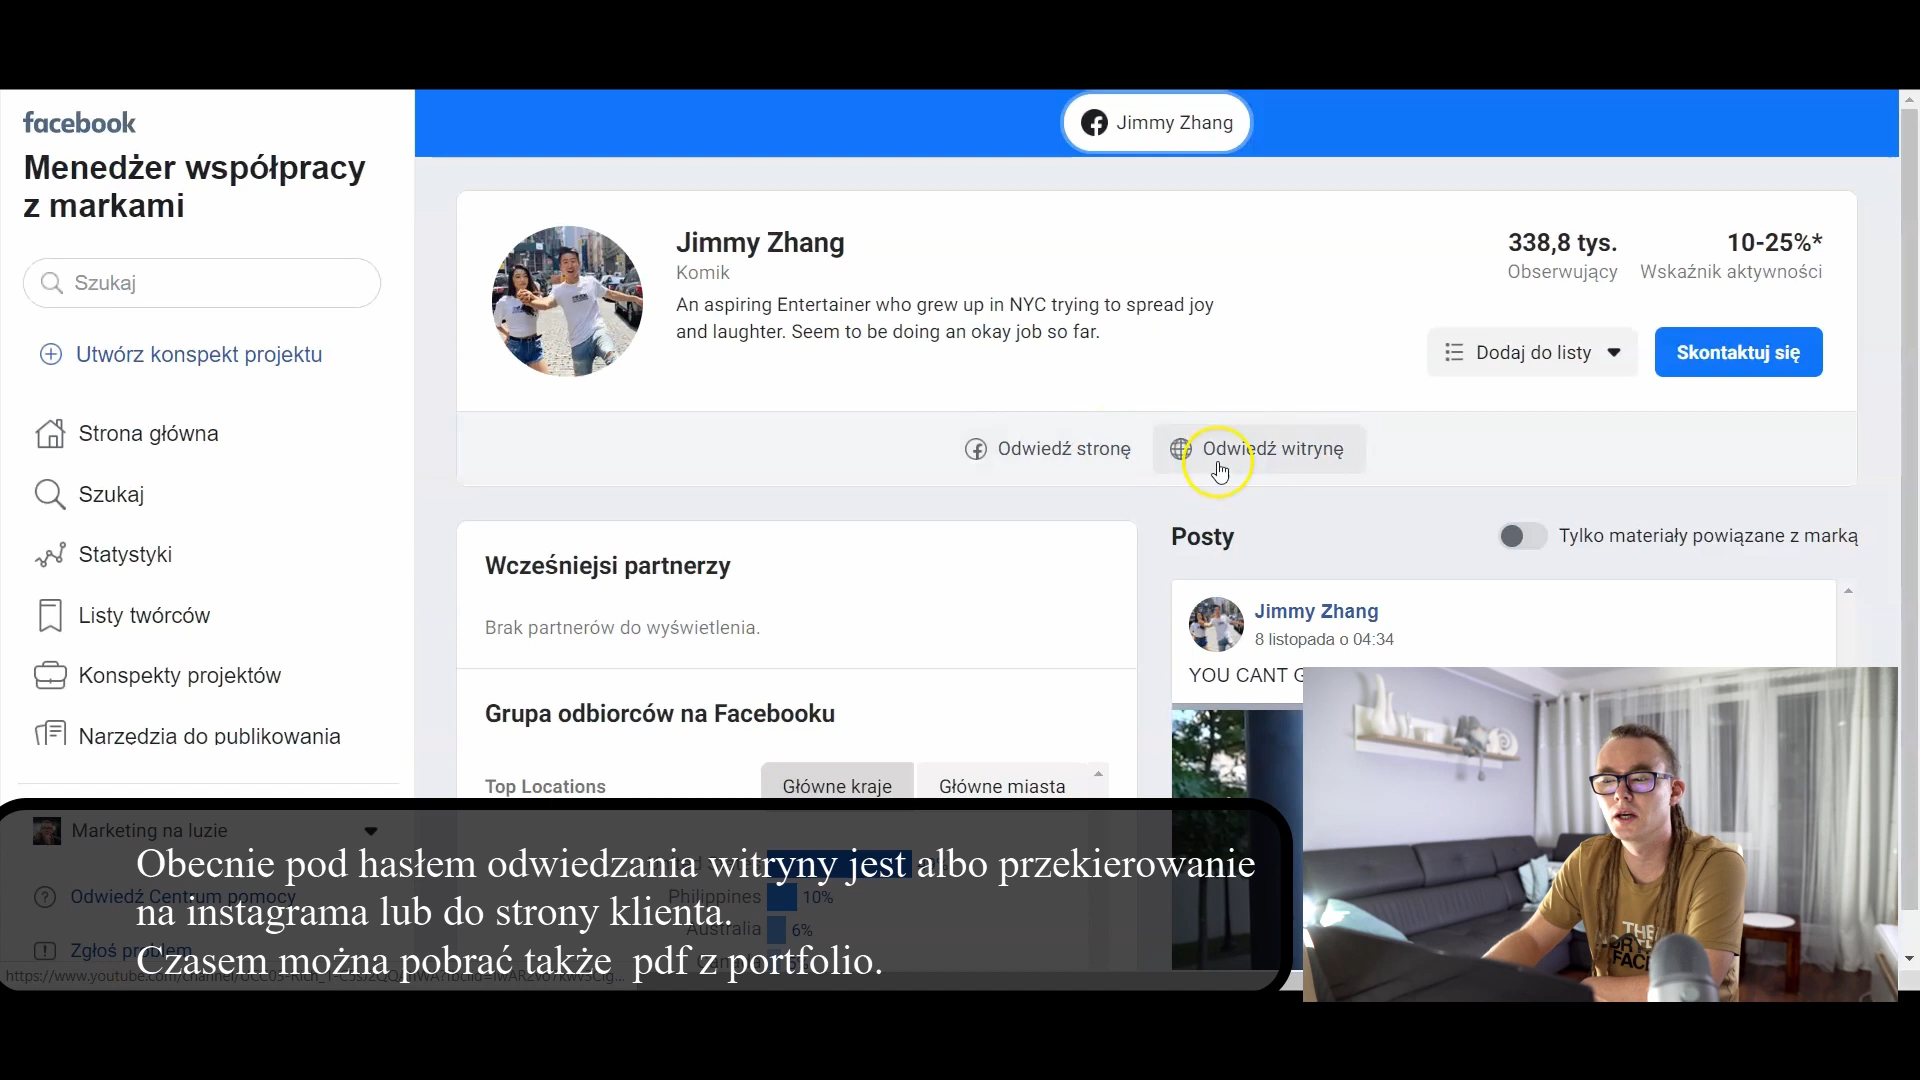 facebook
Menedżer współpracy
z markami
Szukaj
Utwórz konspekt projektu
Strona główna
Szukaj
Statystyki
Listy twórców
Konspekty projektów
Narzędzia do publikowania
Marketing na luzie
Odwiedź Centrum pomocy
Zgłoś problem
Jimmy Zhang
Jimmy Zhang
Komik
An aspiring Entertainer who grew up in NYC trying to spread joy
and laughter. Seem to be doing an okay job so far.
338,8 tys.
Obserwujący
10-25%*
Wskaźnik aktywności
Dodaj do listy
Skontaktuj się
Odwiedź stronę
Odwiedź witrynę
Wcześniejsi partnerzy
Brak partnerów do wyświetlenia.
Grupa odbiorców na Facebooku
Top Locations
Główne kraje
Główne miasta
Philippines 10%
Australia 6%
Posty
Tylko materiały powiązane z marką
Jimmy Zhang
8 listopada o 04:34
YOU CANT
Obecnie pod hasłem odwiedzania witryny jest albo przekierowanie
na instagrama lub do strony klienta.
Czasem można pobrać także pdf z portfolio.
THE
FACE